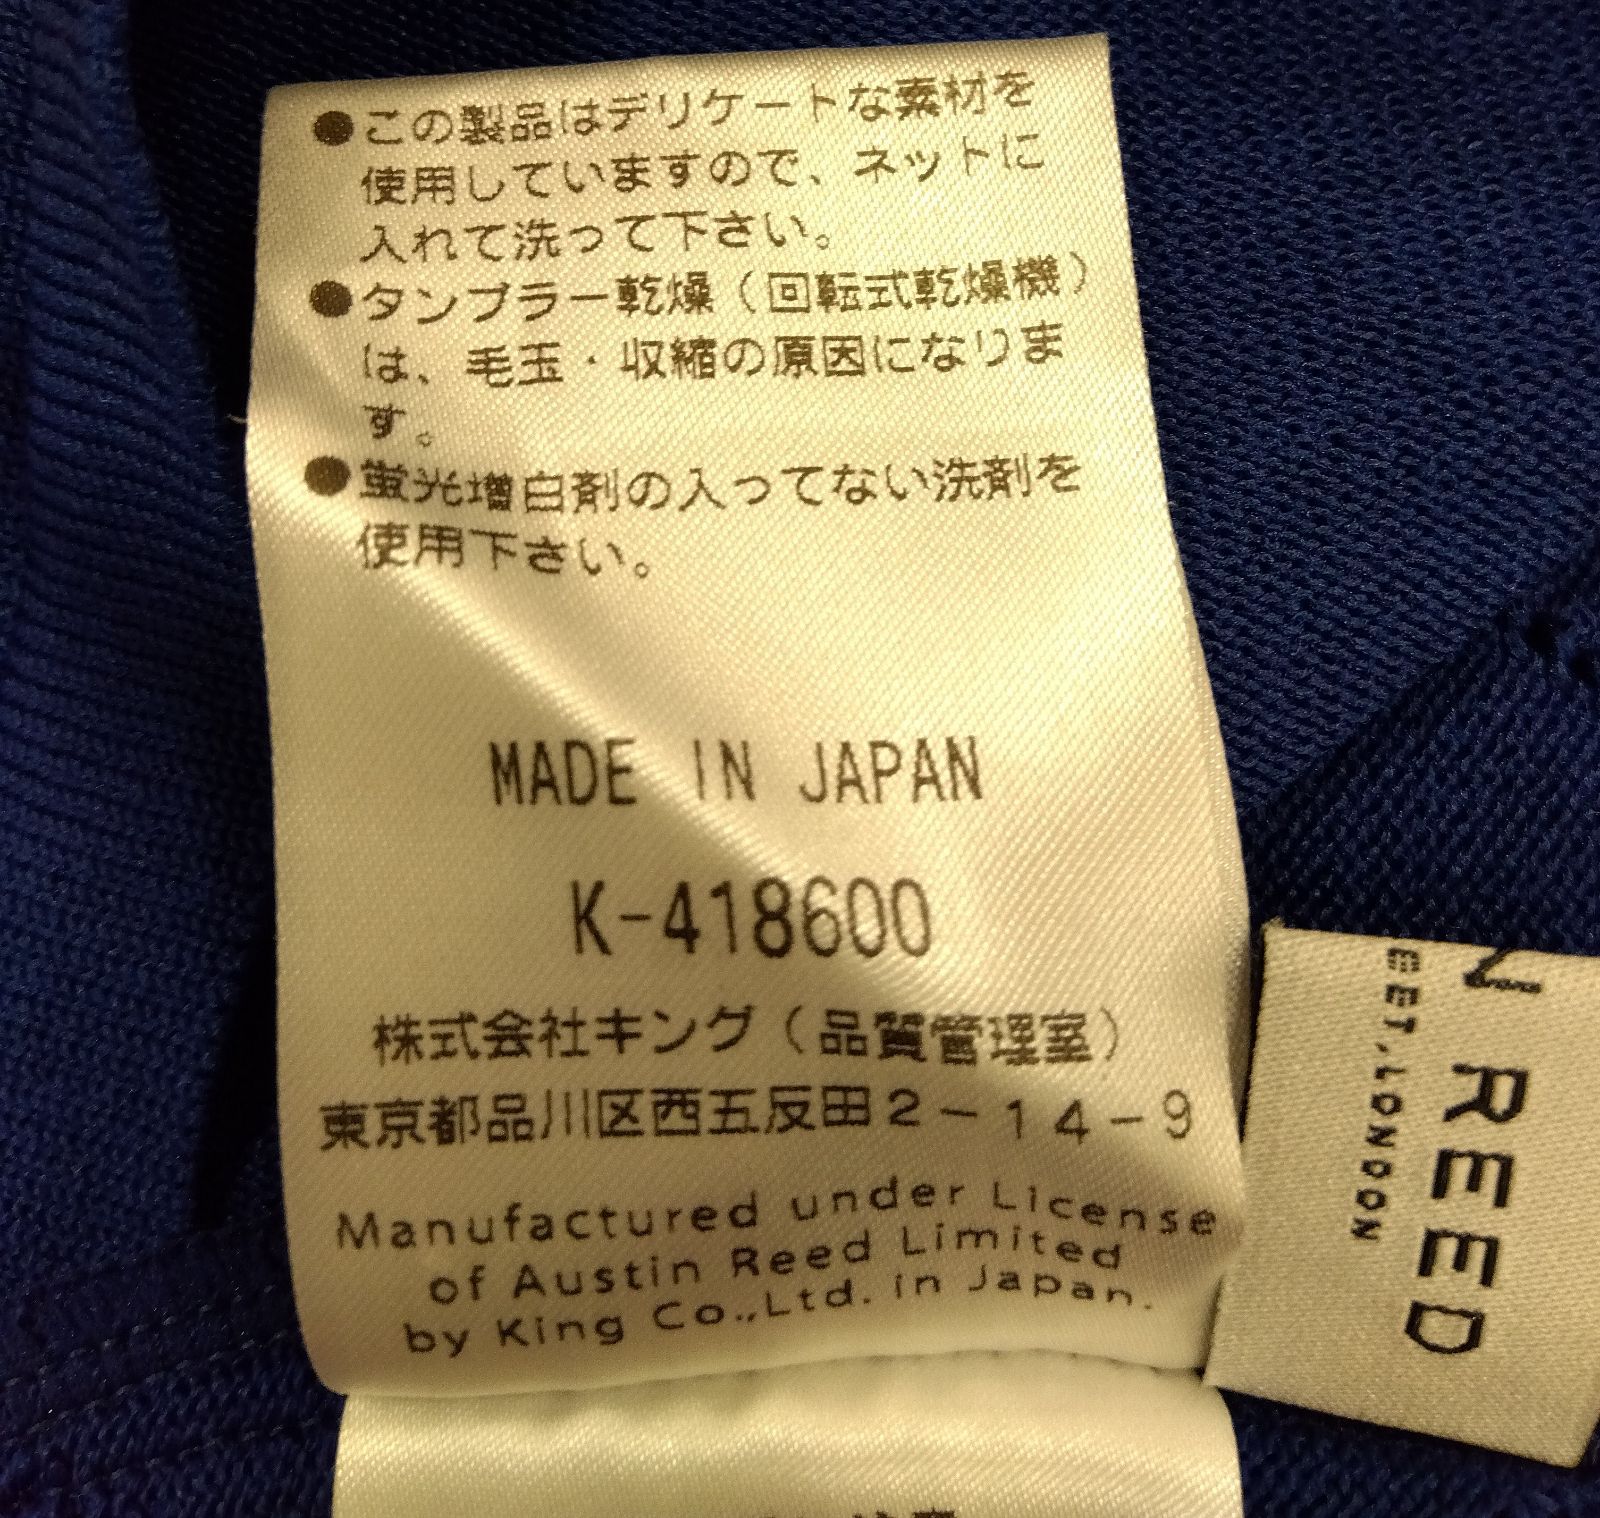 ●この製品はデリケートな素材を
使用していますので、ネットに
入れて洗って下さい。
●タンブラー乾燥（回転式乾燥機）
は、毛玉・収縮の原因になりま
す。
●蛍光増白剤の入ってない洗剤を
使用下さい。
MADE IN JAPAN
K-418600
株式会社キング（品質管理室）
東京都品川区西五反田2－14－9
Manufactured under License
of Austin Reed Limited
by King Co.,Ltd. in Japan.
N REED
EET, LONDON